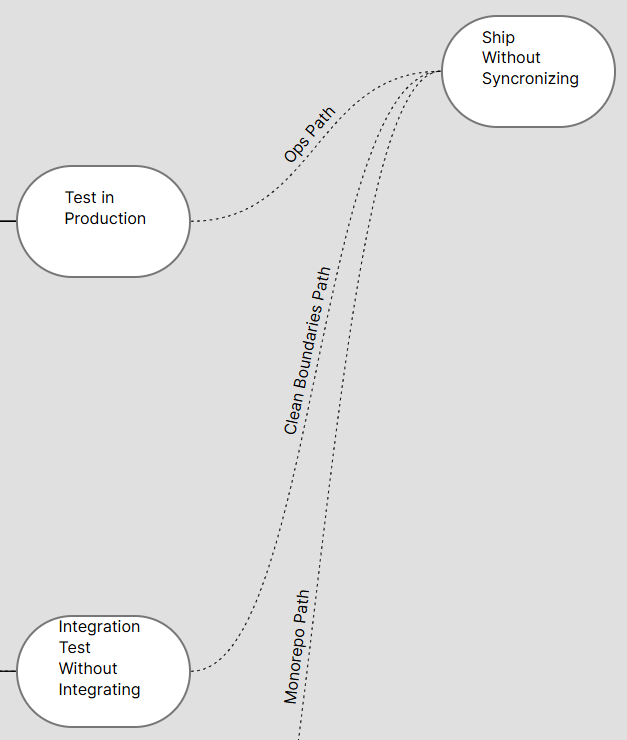 Ship
Without
Syncronizing
Ops Path
Test in
Production
Clean Boundaries Path
Monorepo Path
Integration
Test
Without
Integrating